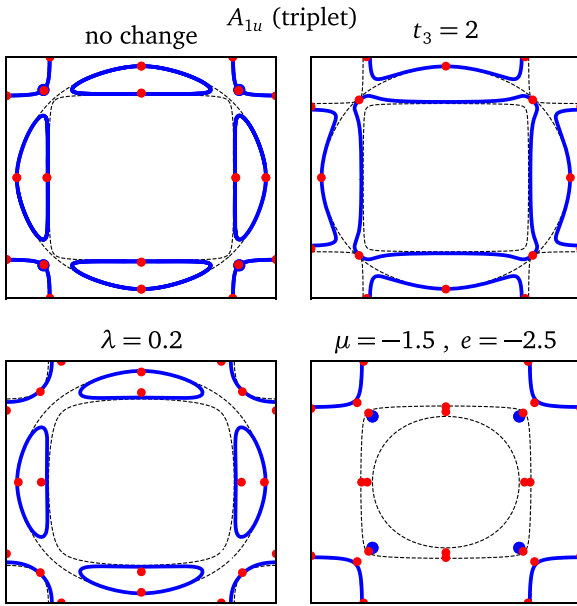 A₁ᵤ (triplet)
no change
t₃ = 2
λ = 0.2
μ = −1.5 , e = −2.5